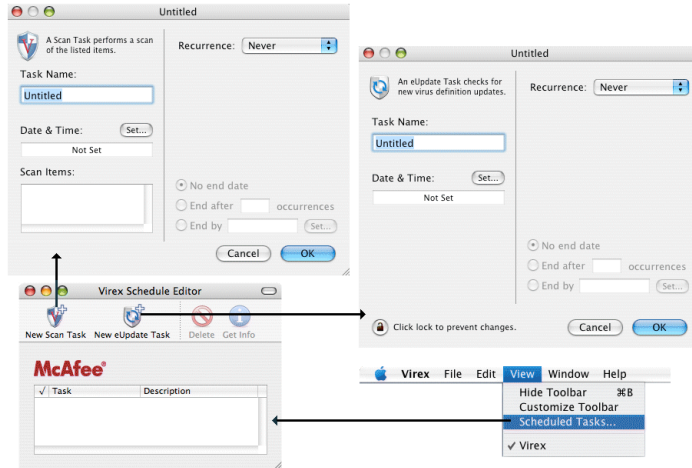 Untitled
A Scan Task performs a scan
of the listed items.
Recurrence: Never
Task Name:
Untitled
Date & Time: Set...
Not Set
Scan Items:
No end date
End after occurrences
End by Set...
Cancel OK
Untitled
An eUpdate Task checks for
new virus definition updates.
Recurrence: Never
Task Name:
Untitled
Date & Time: Set...
Not Set
No end date
End after occurrences
End by Set...
Click lock to prevent changes.
Cancel OK
Virex Schedule Editor
New Scan Task New eUpdate Task Delete Get Info
McAfee®
√ Task Description
Virex File Edit View Window Help
Hide Toolbar ⌘B
Customize Toolbar
Scheduled Tasks...
✓ Virex